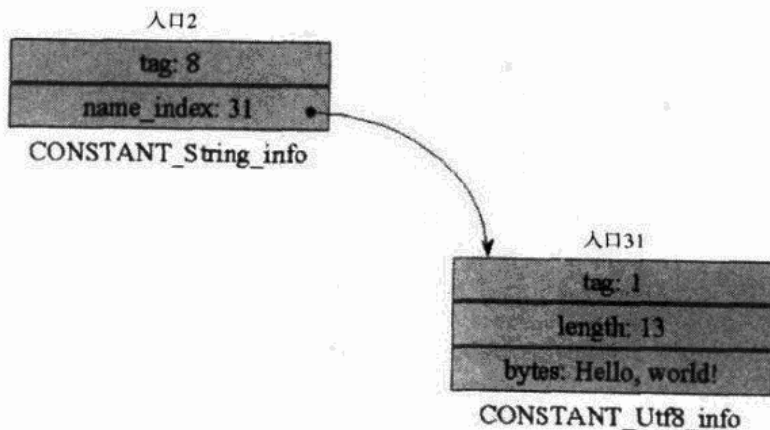 入口2
tag: 8
name_index: 31
CONSTANT_String_info
入口31
tag: 1
length: 13
bytes: Hello, world!
CONSTANT_Utf8_info